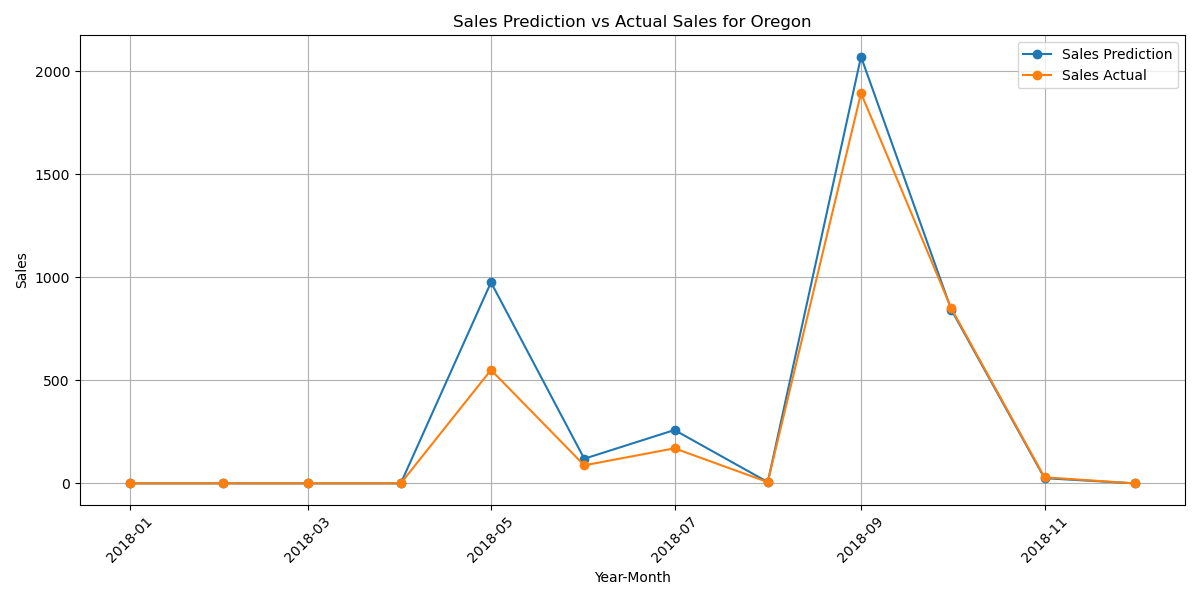 Sales Prediction vs Actual Sales for Oregon
Sales Prediction
Sales Actual
Sales
2000
1500
1000
500
0
2018-01
2018-03
2018-05
2018-07
2018-09
2018-11
Year-Month